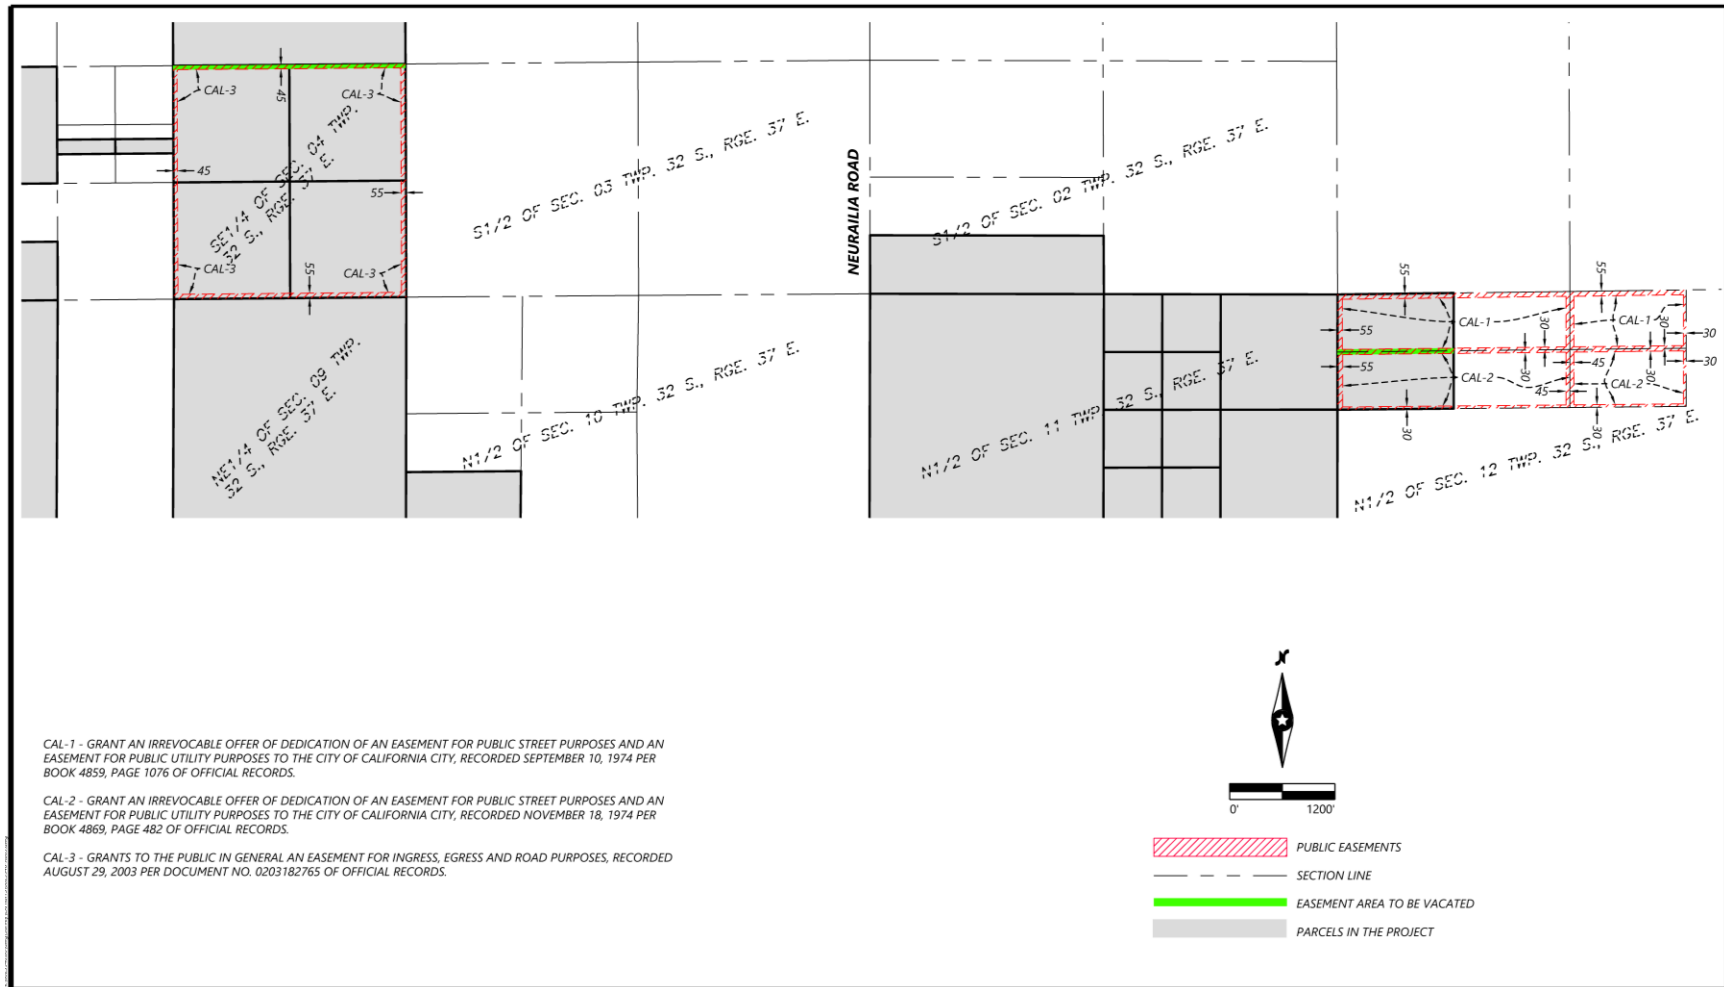 CAL-3
45
CAL-3
SE1/4 OF SEC. 04 TWP.
32 S., RGE. 37 E.
45
55
CAL-3
55
CAL-3
S1/2 OF SEC. 03 TWP. 32 S., RGE. 37 E.
NEURAILIA ROAD
S1/2 OF SEC. 02 TWP. 32 S., RGE. 37 E.
NE1/4 OF SEC. 09 TWP.
32 S., RGE. 37 E.
N1/2 OF SEC. 10 TWP. 32 S., RGE. 37 E.
N1/2 OF SEC. 11 TWP. 32 S., RGE. 37 E.
55
55
55
CAL-1
30
CAL-1
30
30
55
30
45
30
30
CAL-2
45
CAL-2
30
30
N1/2 OF SEC. 12 TWP. 32 S., RGE. 37 E.
N
0' 1200'
CAL-1 - GRANT AN IRREVOCABLE OFFER OF DEDICATION OF AN EASEMENT FOR PUBLIC STREET PURPOSES AND AN
EASEMENT FOR PUBLIC UTILITY PURPOSES TO THE CITY OF CALIFORNIA CITY, RECORDED SEPTEMBER 10, 1974 PER
BOOK 4859, PAGE 1076 OF OFFICIAL RECORDS.
CAL-2 - GRANT AN IRREVOCABLE OFFER OF DEDICATION OF AN EASEMENT FOR PUBLIC STREET PURPOSES AND AN
EASEMENT FOR PUBLIC UTILITY PURPOSES TO THE CITY OF CALIFORNIA CITY, RECORDED NOVEMBER 18, 1974 PER
BOOK 4869, PAGE 482 OF OFFICIAL RECORDS.
CAL-3 - GRANTS TO THE PUBLIC IN GENERAL AN EASEMENT FOR INGRESS, EGRESS AND ROAD PURPOSES, RECORDED
AUGUST 29, 2003 PER DOCUMENT NO. 0203182765 OF OFFICIAL RECORDS.
PUBLIC EASEMENTS
SECTION LINE
EASEMENT AREA TO BE VACATED
PARCELS IN THE PROJECT